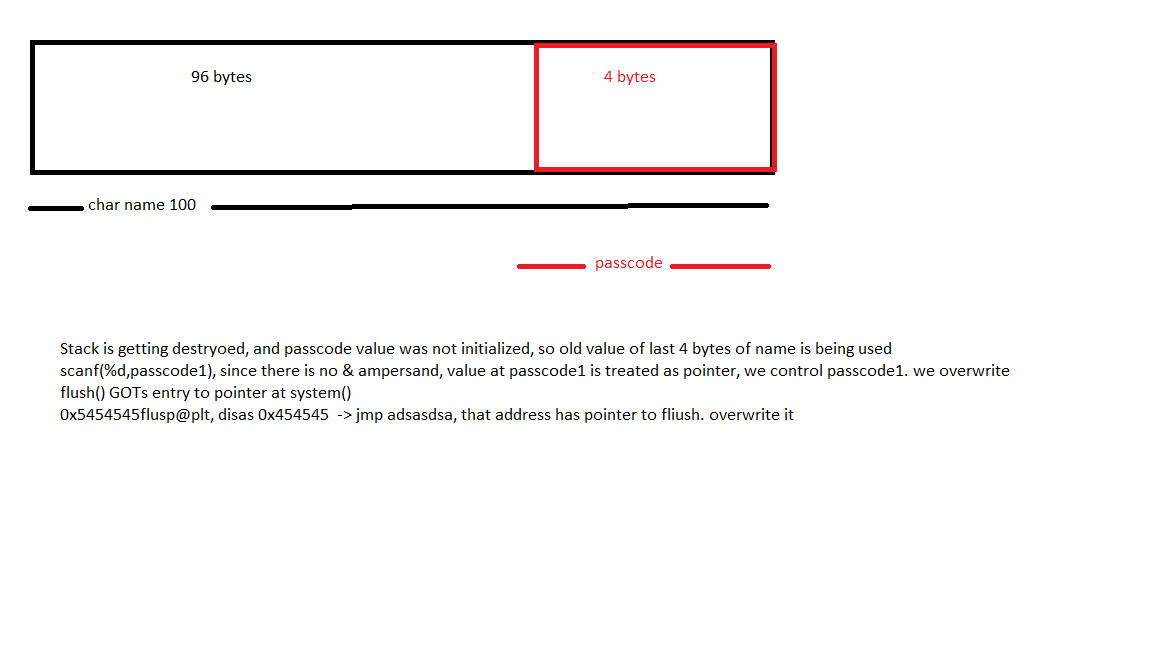 96 bytes 4 bytes
char name 100
passcode
Stack is getting destryoed, and passcode value was not initialized, so old value of last 4 bytes of name is being used
scanf(%d,passcode1), since there is no & ampersand, value at passcode1 is treated as pointer, we control passcode1. we overwrite
flush() GOTs entry to pointer at system()
0x5454545flusp@plt, disas 0x454545 -> jmp adsasdsa, that address has pointer to fliush. overwrite it